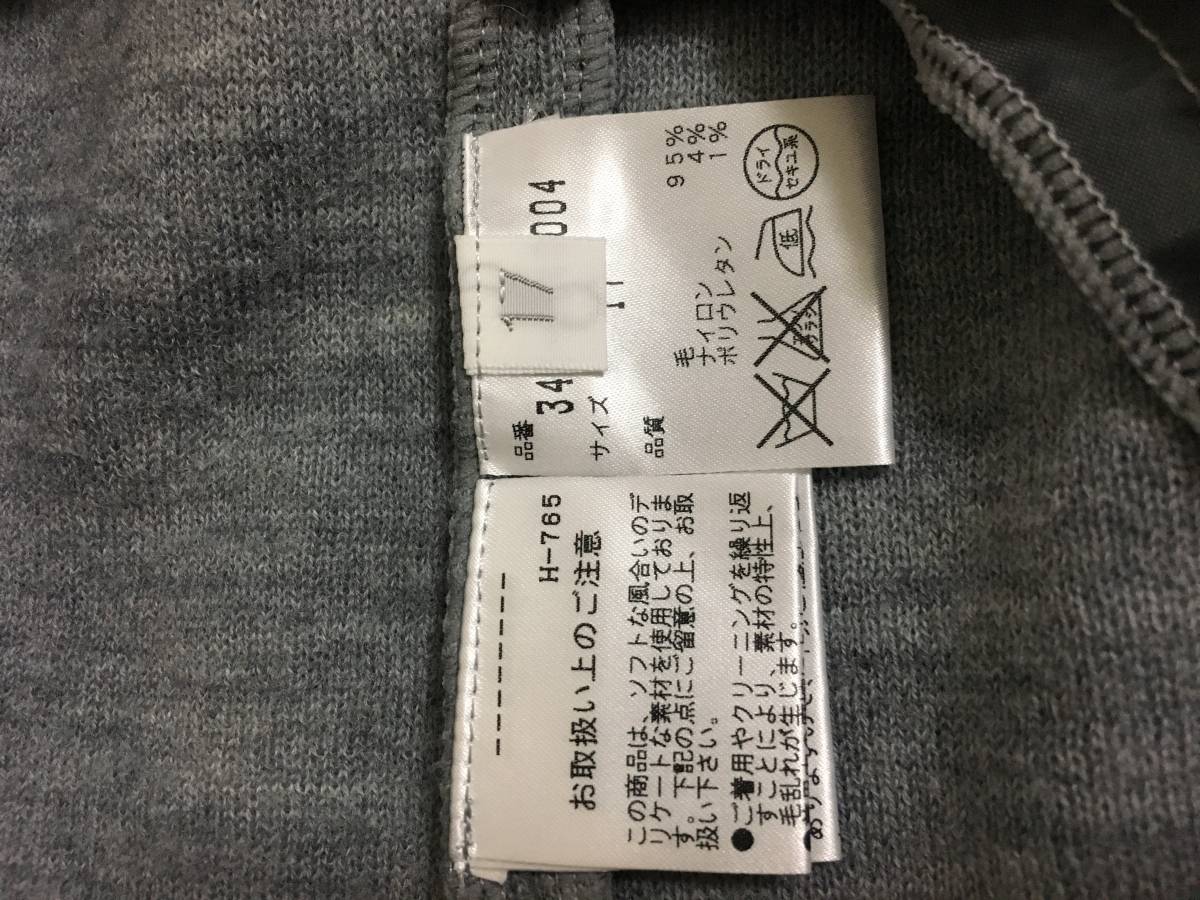 品番
34 004
サイズ
17
品質
毛 95%
ナイロン 4%
ポリウレタン 1%
ドライ
セキユ系
低
H-765
お取扱い上のご注意
この商品は、ソフトな風合いのデ
リケートな素材を使用しておりま
す。下記の点にご留意の上、お取
扱い下さい。
●ご着用やクリーニングを繰り返
すことにより、素材の特性上、
毛乱れが生じます。